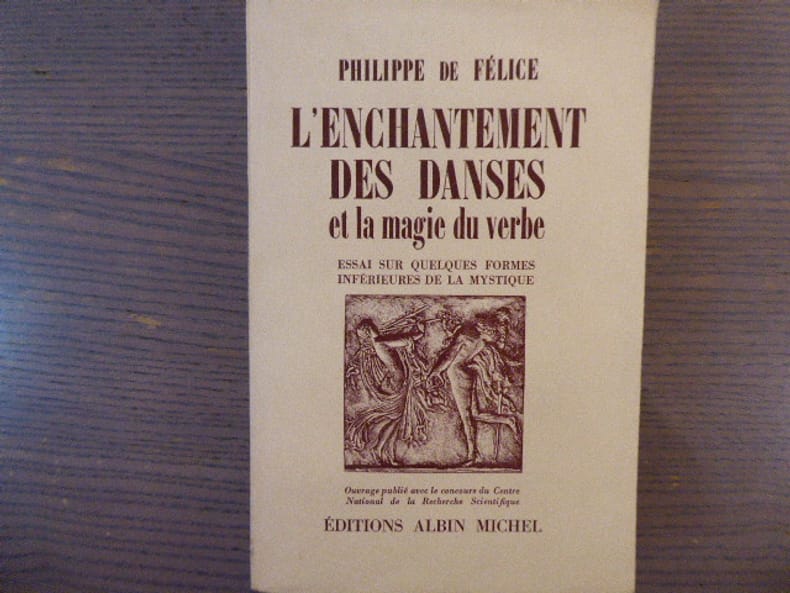 PHILIPPE DE FÉLICE
L'ENCHANTEMENT
DES DANSES
et la magie du verbe
ESSAI SUR QUELQUES FORMES
INFÉRIEURES DE LA MYSTIQUE
Ouvrage publié avec le concours du Centre
National de la Recherche Scientifique
ÉDITIONS ALBIN MICHEL